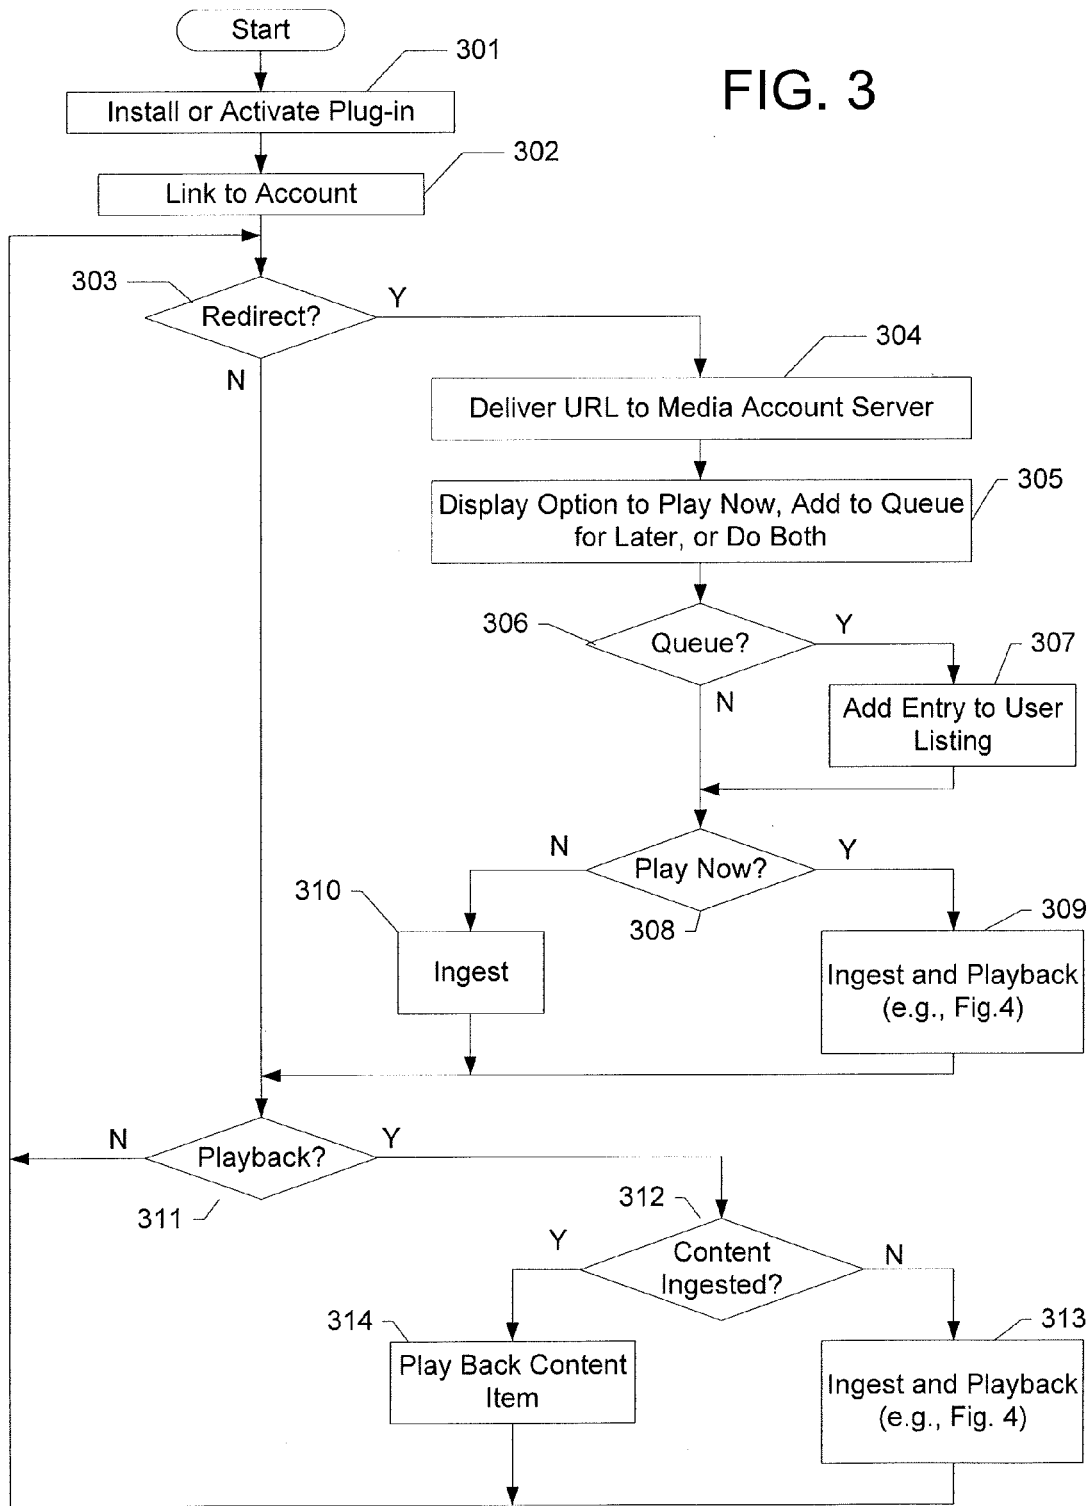 Start
301
FIG. 3
Install or Activate Plug-in
302
Link to Account
303
Redirect?
Y
N
304
Deliver URL to Media Account Server
305
Display Option to Play Now, Add to Queue
for Later, or Do Both
306
Queue?
Y
N
307
Add Entry to User
Listing
N
Play Now?
Y
308
310
Ingest
309
Ingest and Playback
(e.g., Fig.4)
N
Playback?
Y
311
312
Y
Content
Ingested?
N
314
Play Back Content
Item
313
Ingest and Playback
(e.g., Fig. 4)